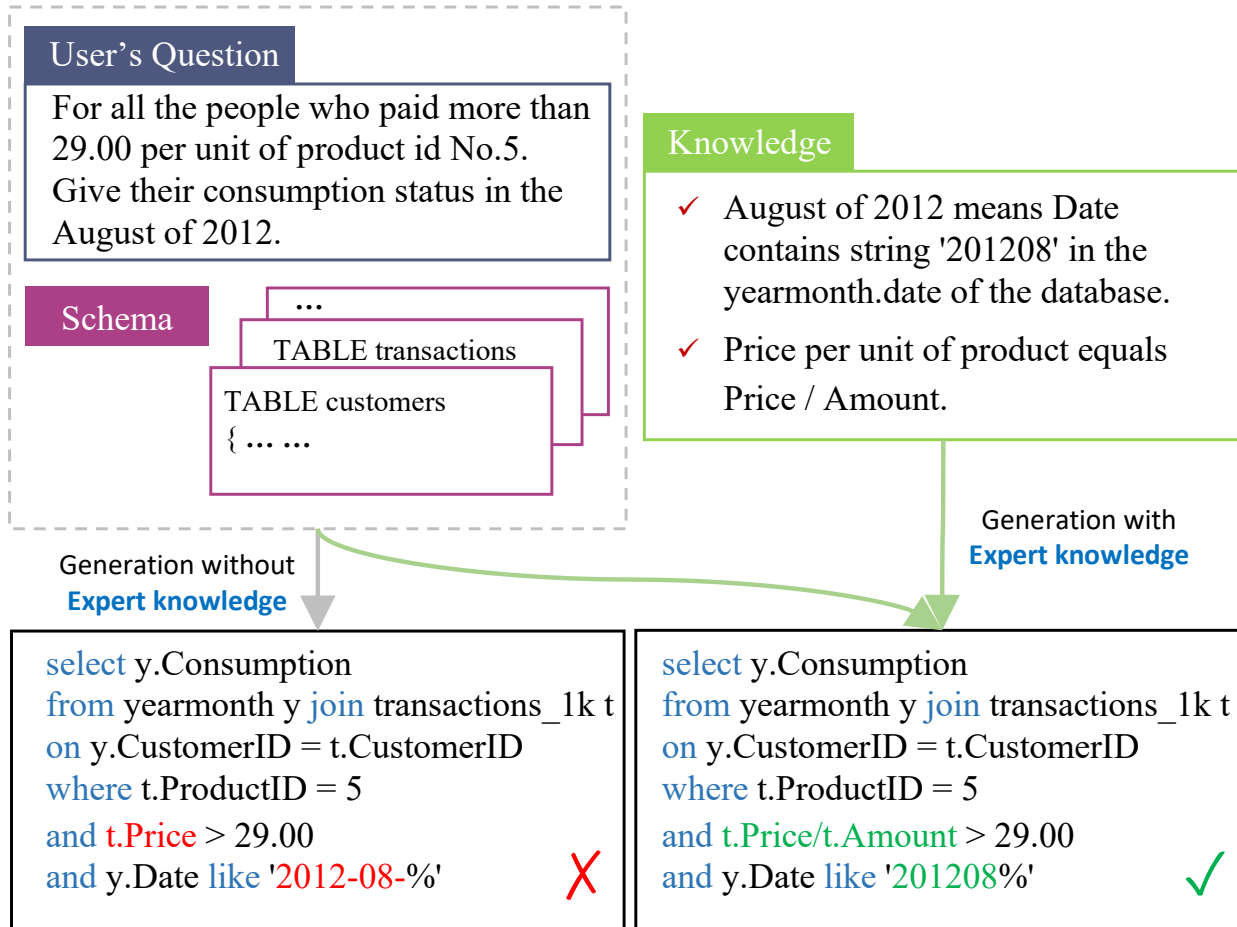 User’s Question
For all the people who paid more than
29.00 per unit of product id No.5.
Give their consumption status in the
August of 2012.
Schema
...
TABLE transactions
TABLE customers
{ ... ...
Knowledge
✓ August of 2012 means Date
contains string '201208' in the
yearmonth.date of the database.
✓ Price per unit of product equals
Price / Amount.
Generation without
Expert knowledge
Generation with
Expert knowledge
select y.Consumption
from yearmonth y join transactions_1k t
on y.CustomerID = t.CustomerID
where t.ProductID = 5
and t.Price > 29.00
and y.Date like '2012-08-%'
✗
select y.Consumption
from yearmonth y join transactions_1k t
on y.CustomerID = t.CustomerID
where t.ProductID = 5
and t.Price/t.Amount > 29.00
and y.Date like '201208%'
✓